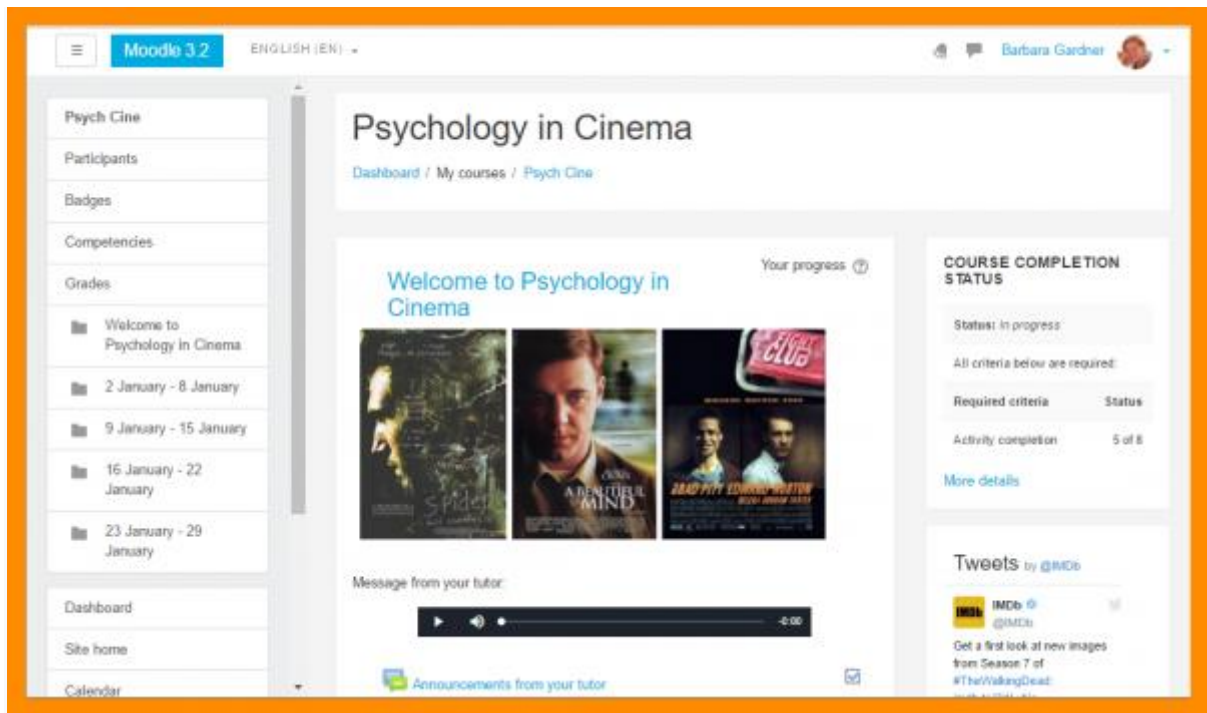 Moodle 3.2
ENGLISH (EN)
Barbara Gardner
Psych Cine
Participants
Badges
Competencies
Grades
Welcome to
Psychology in Cinema
2 January - 8 January
9 January - 15 January
16 January - 22
January
23 January - 29
January
Dashboard
Site home
Calendar
Psychology in Cinema
Dashboard / My courses / Psych Cine
Your progress
Welcome to Psychology in
Cinema
Spider
A BEAUTIFUL
MIND
FIGHT
CLUB
BRAD PITT EDWARD NORTON
Message from your tutor:
-0:00
Announcements from your tutor
COURSE COMPLETION
STATUS
Status: In progress
All criteria below are required:
Required criteria Status
Activity completion 5 of 8
More details
Tweets by @IMDb
IMDb
IMDb
@IMDb
Get a first look at new images
from Season 7 of
#TheWalkingDead: